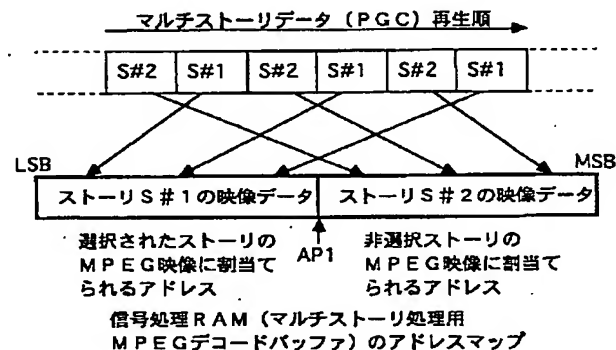 マルチストーリデータ（PGC）再生順
S#2 S#1 S#2 S#1 S#2 S#1
LSB MSB
ストーリS#1の映像データ ストーリS#2の映像データ
選択されたストーリの
MPEG映像に割当て
られるアドレス
AP1
非選択ストーリの
MPEG映像に割当て
られるアドレス
信号処理RAM（マルチストーリ処理用
MPEGデコードバッファ）のアドレスマップ